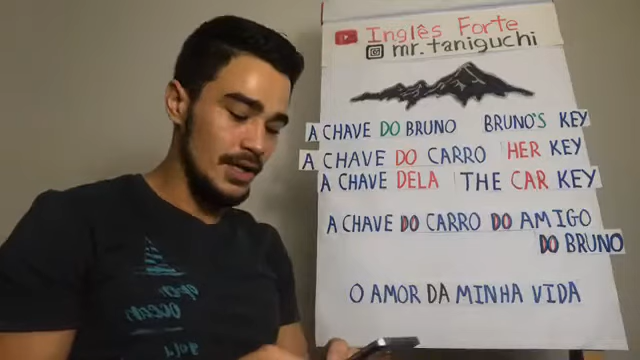 Inglês Forte
mr.taniguchi
A CHAVE DO BRUNO BRUNO'S KEY
A CHAVE DO CARRO HER KEY
A CHAVE DELA THE CAR KEY
A CHAVE DO CARRO DO AMIGO
DO BRUNO
O AMOR DA MINHA VIDA